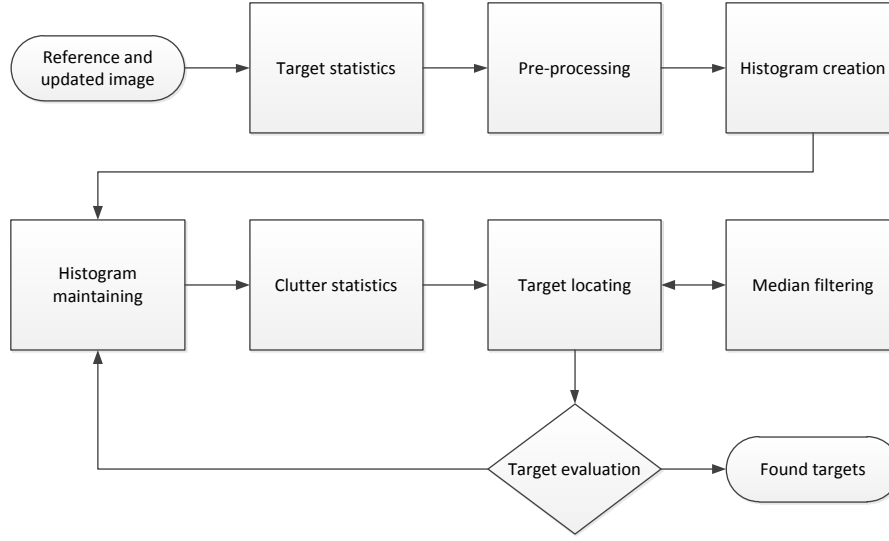 Reference and
updated image
Target statistics
Pre-processing
Histogram creation
Histogram
maintaining
Clutter statistics
Target locating
Median filtering
Target evaluation
Found targets